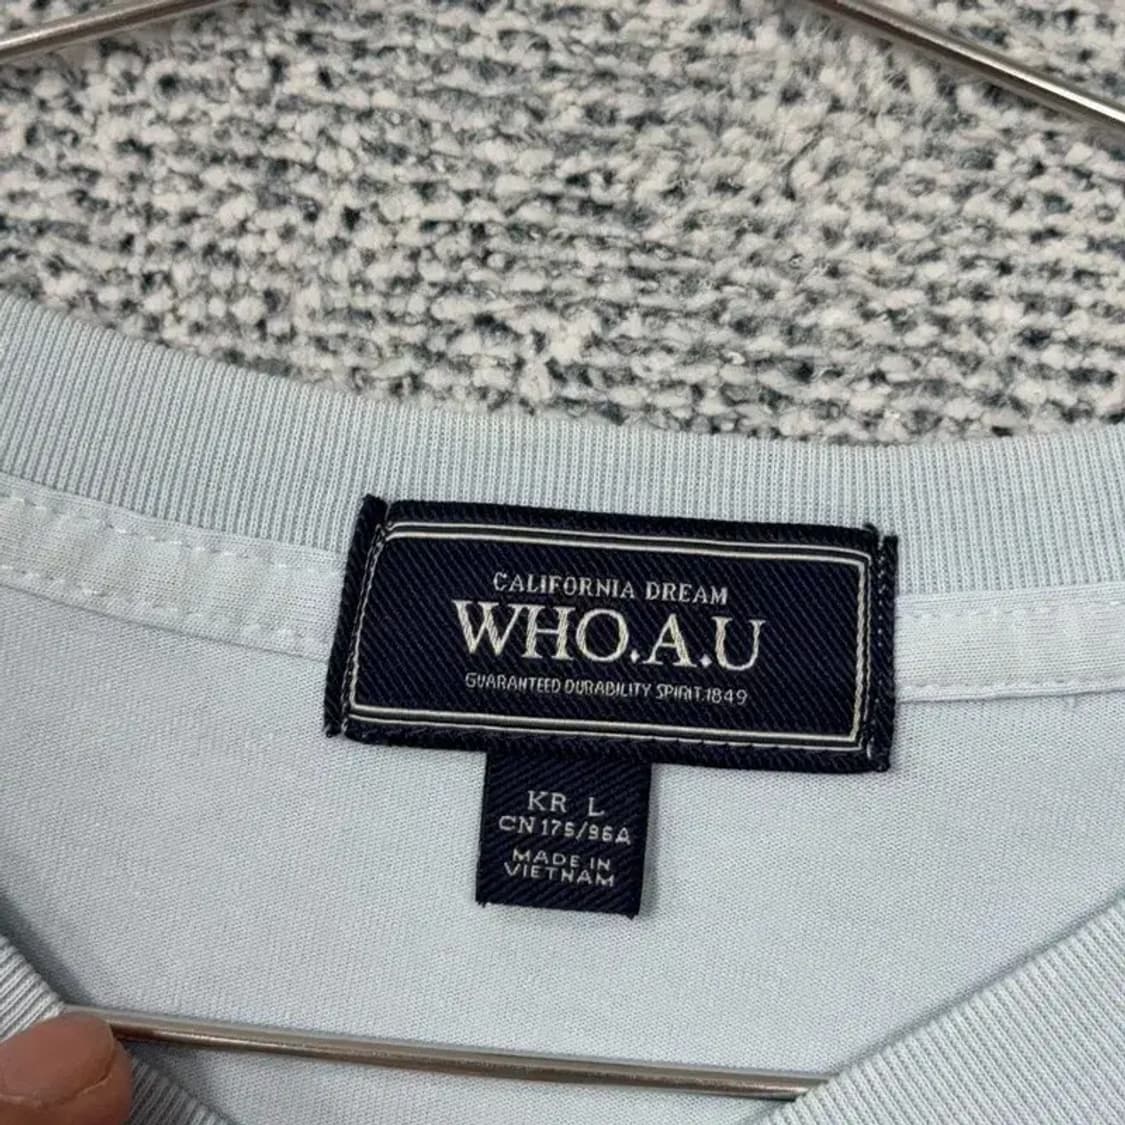 CALIFORNIA DREAM
WHO.A.U
GUARANTEED DURABILITY SPIRIT.1849
KR L
CN 175/96A
MADE IN
VIETNAM